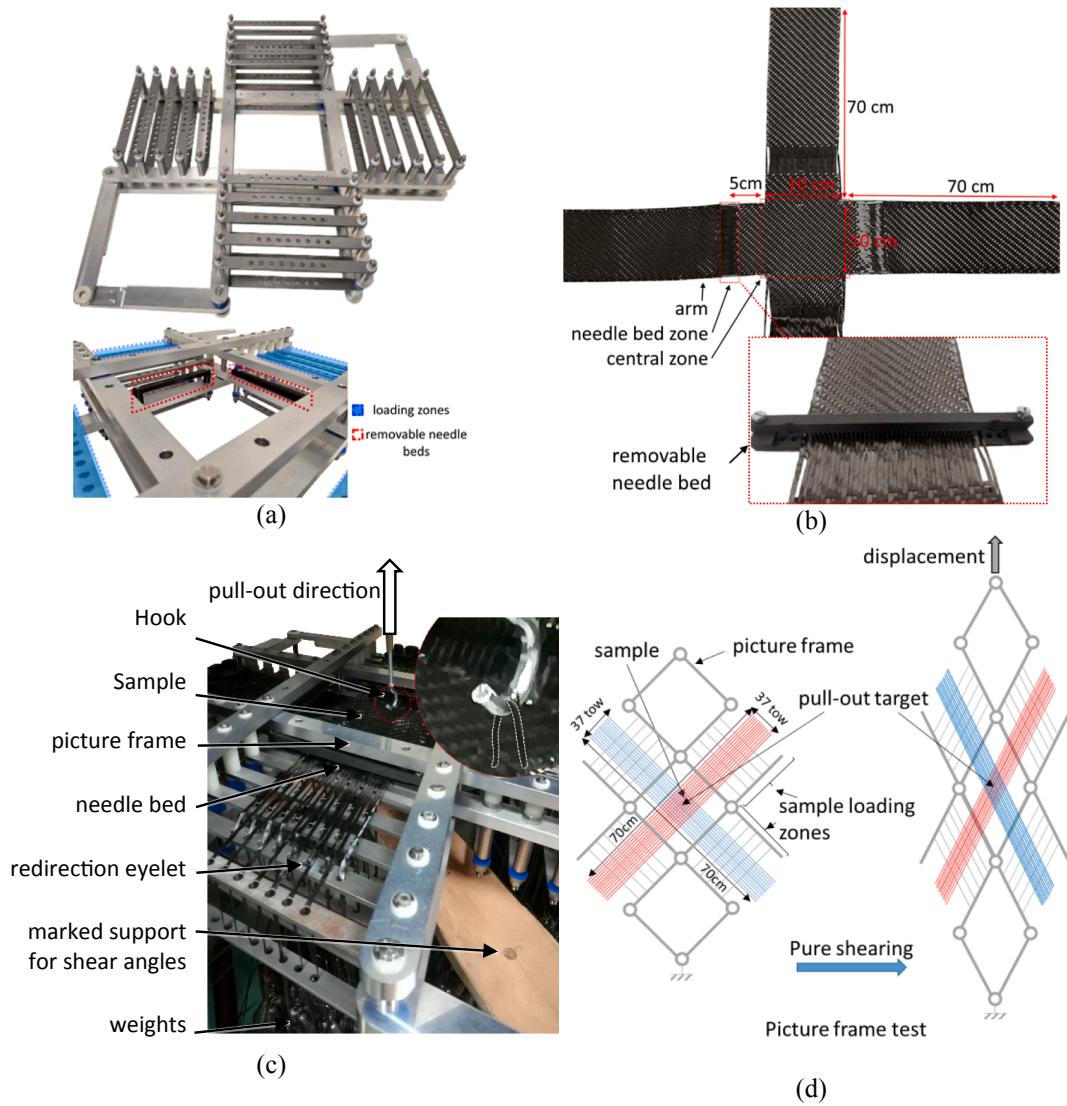 loading zones
removable needle
beds
(a)
70 cm
5cm
10 cm
70 cm
10 cm
arm
needle bed zone
central zone
removable
needle bed
(b)
pull-out direction
Hook
Sample
picture frame
needle bed
redirection eyelet
marked support
for shear angles
weights
(c)
displacement
sample
picture frame
pull-out target
37 tow
37 tow
sample loading
zones
70cm
70cm
Pure shearing
Picture frame test
(d)